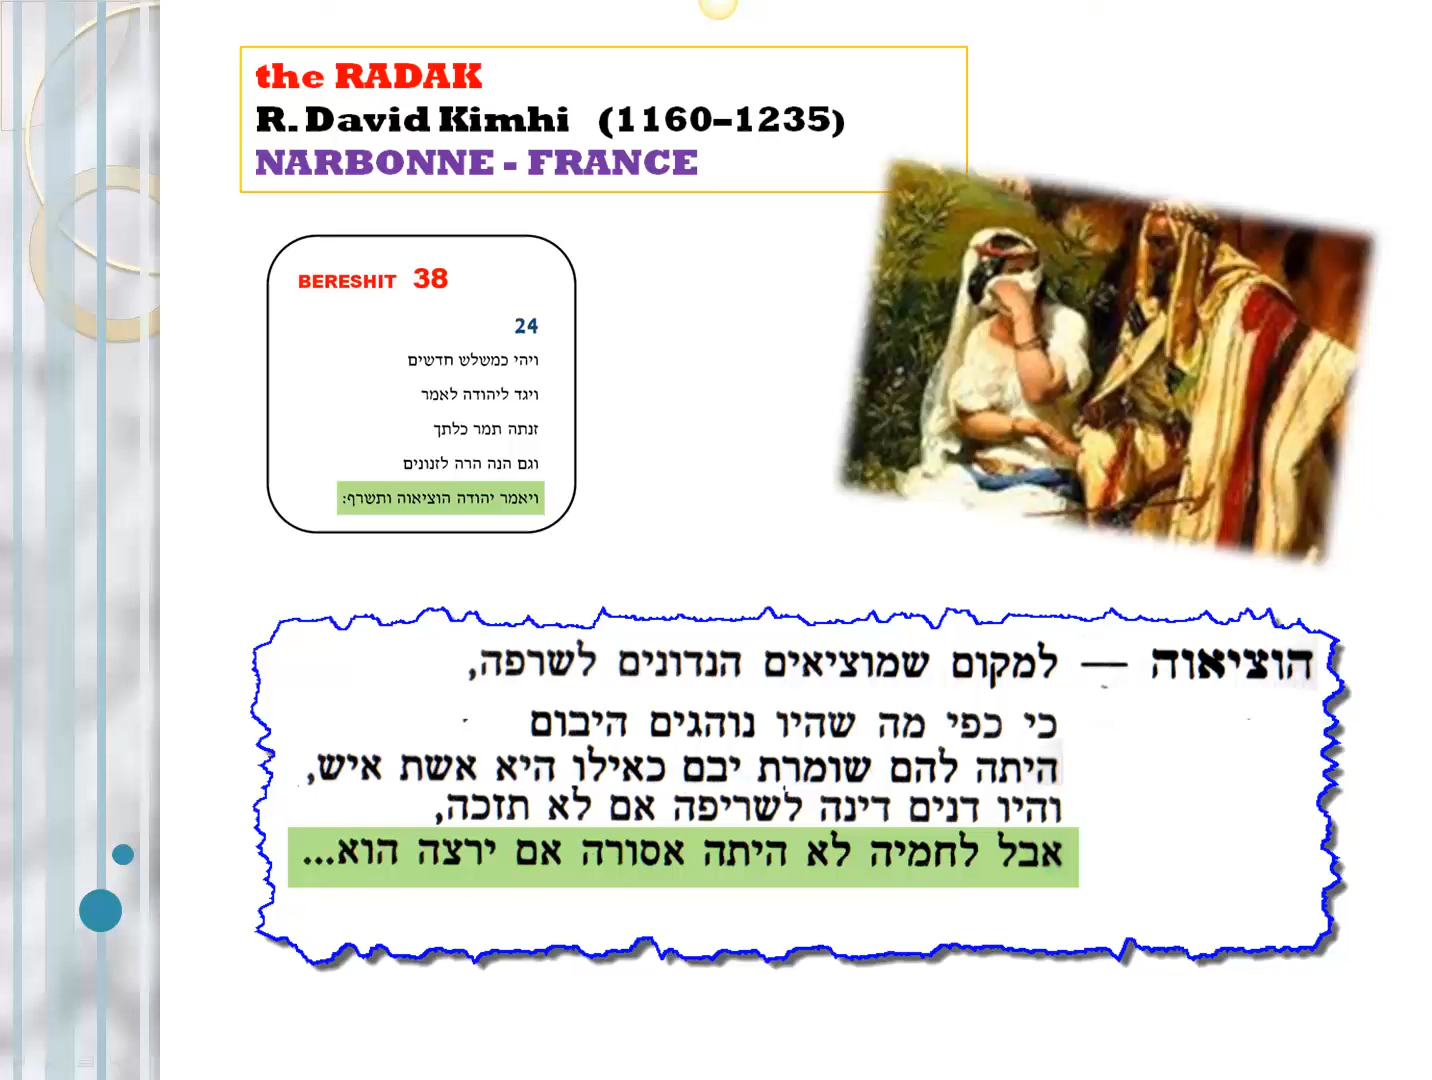 the RADAK
R. David Kimhi (1160–1235)
NARBONNE - FRANCE
BERESHIT 38
24
ויהי כמשלש חדשים
ויגד ליהודה לאמר
זנתה תמר כלתך
וגם הנה הרה לזנונים
ויאמר יהודה הוציאוה ותשרף:
הוציאוה — למקום שמוציאים הנדונים לשרפה,
כי כפי מה שהיו נוהגים היבום
היתה להם שומרת יבם כאילו היא אשת איש,
והיו דנים דינה לשריפה אם לא תזכה,
אבל לחמיה לא היתה אסורה אם ירצה הוא...